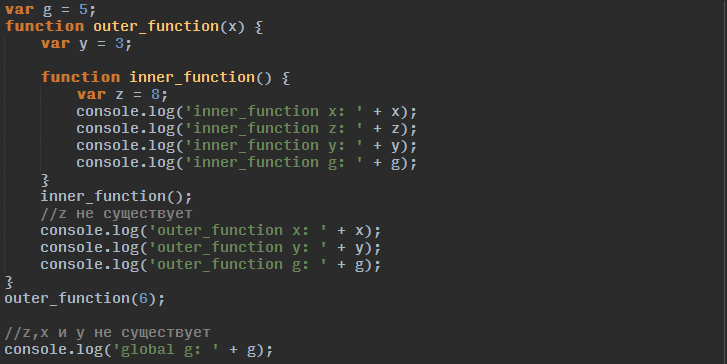 var g = 5;
function outer_function(x) {
    var y = 3;

    function inner_function() {
        var z = 8;
        console.log('inner_function x: ' + x);
        console.log('inner_function z: ' + z);
        console.log('inner_function y: ' + y);
        console.log('inner_function g: ' + g);
    }
    inner_function();
    //z не существует
    console.log('outer_function x: ' + x);
    console.log('outer_function y: ' + y);
    console.log('outer_function g: ' + g);
}
outer_function(6);

//z,x и y не существует
console.log('global g: ' + g);